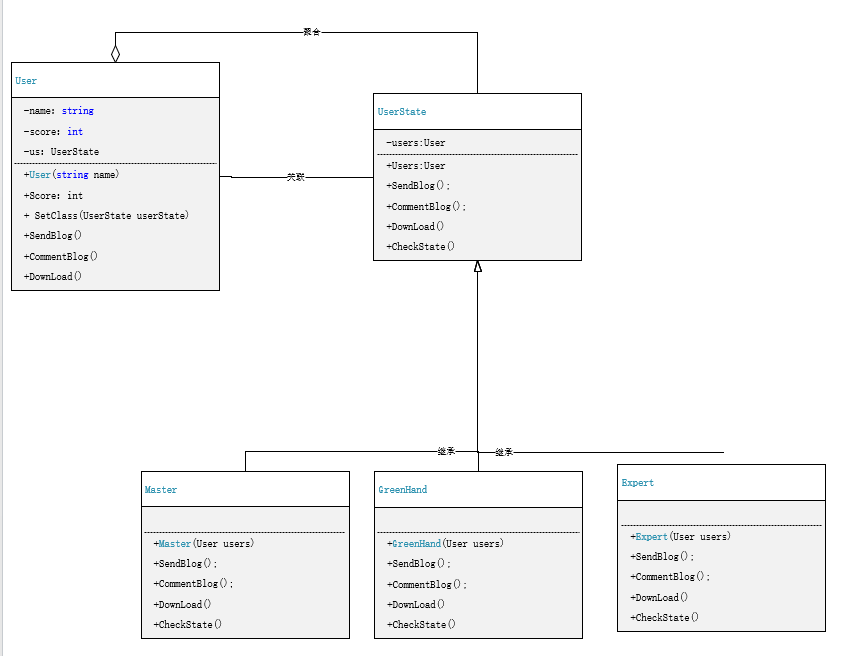 聚合
User
-name: string
-score: int
-us: UserState
+User(string name)
+Score: int
+ SetClass(UserState userState)
+SendBlog()
+CommentBlog()
+DownLoad()
关联
UserState
-users:User
+Users:User
+SendBlog();
+CommentBlog();
+DownLoad()
+CheckState()
继承
继承
Master
+Master(User users)
+SendBlog();
+CommentBlog();
+DownLoad()
+CheckState()
GreenHand
+GreenHand(User users)
+SendBlog();
+CommentBlog();
+DownLoad()
+CheckState()
Expert
+Expert(User users)
+SendBlog();
+CommentBlog();
+DownLoad()
+CheckState()